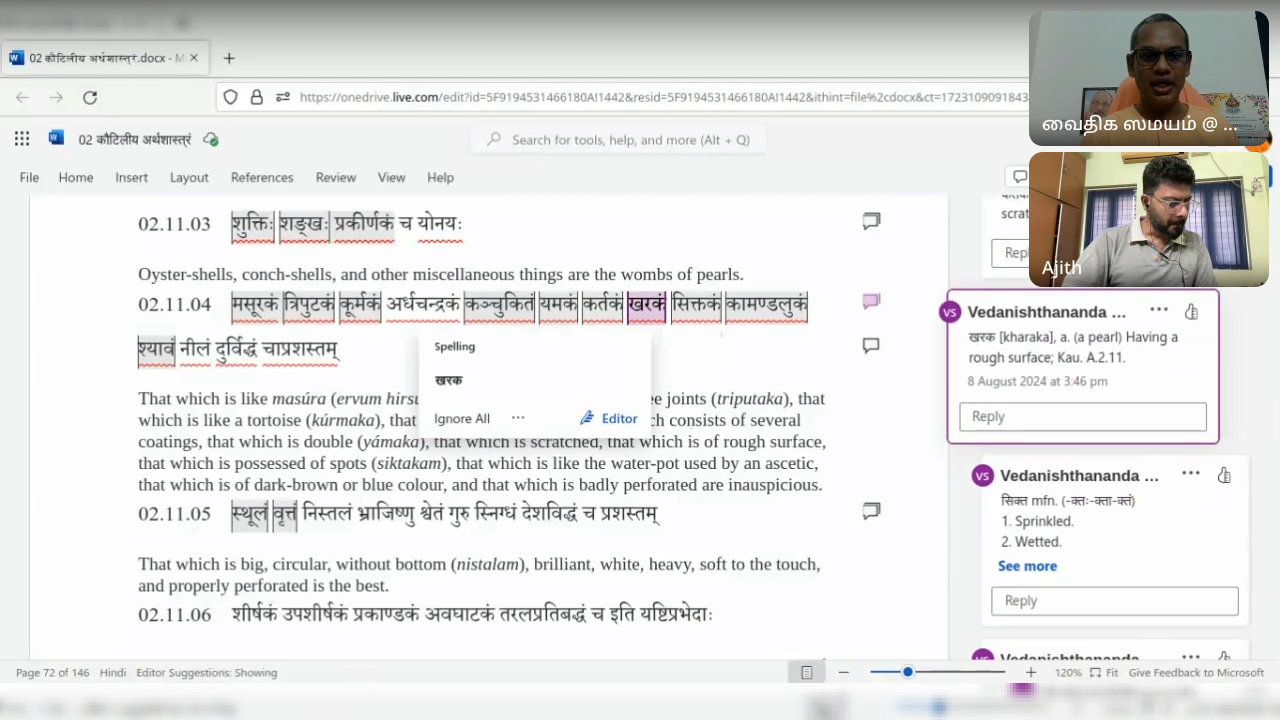 02 कौटिलीय अर्थशास्त्रं.docx - M
https://onedrive.live.com/edit?id=5F9194531466180A!1442&resid=5F9194531466180A!1442&ithint=file%2cdocx&ct=1723109091843
02 कौटिलीय अर्थशास्त्रं
Search for tools, help, and more (Alt + Q)
வைதிக ஸமயம் @ ...
Ajith
File Home Insert Layout References Review View Help
02.11.03 शुक्तिः शङ्खः प्रकीर्णकं च योनयः
Oyster-shells, conch-shells, and other miscellaneous things are the wombs of pearls.
02.11.04 मसूरकं त्रिपुटकं कूर्मकं अर्धचन्द्रकं कञ्चुकितं यमकं कर्तकं खरकं सिक्तकं कामण्डलुकं
श्यावं नीलं दुर्विद्धं चाप्रशस्तम्
Spelling
खरक
Ignore All ... Editor
That which is like masúra (ervum hirsu
ee joints (triputaka), that
which is like a tortoise (kúrmaka), that
ch consists of several
coatings, that which is double (yámaka), that which is scratched, that which is of rough surface,
that which is possessed of spots (siktakam), that which is like the water-pot used by an ascetic,
that which is of dark-brown or blue colour, and that which is badly perforated are inauspicious.
02.11.05 स्थूलं वृत्तं निस्तलं भ्राजिष्णु श्वेतं गुरु स्निग्धं देशविद्धं च प्रशस्तम्
That which is big, circular, without bottom (nistalam), brilliant, white, heavy, soft to the touch,
and properly perforated is the best.
02.11.06 शीर्षकं उपशीर्षकं प्रकाण्डकं अवघाटकं तरलप्रतिबद्धं च इति यष्टिप्रभेदाः
scrat
Rep
VS Vedanishthananda ... ...
खरक [kharaka], a. (a) Having a
rough surface; Kau. A.2.11.
8 August 2024 at 3:46 pm
Reply
VS Vedanishthananda ... ...
सिक्त mfn. (-क्तः-क्ता-क्तं)
1. Sprinkled.
2. Wetted.
See more
Reply
Page 72 of 146 Hindi Editor Suggestions: Showing
120% Fit Give Feedback to Microsoft